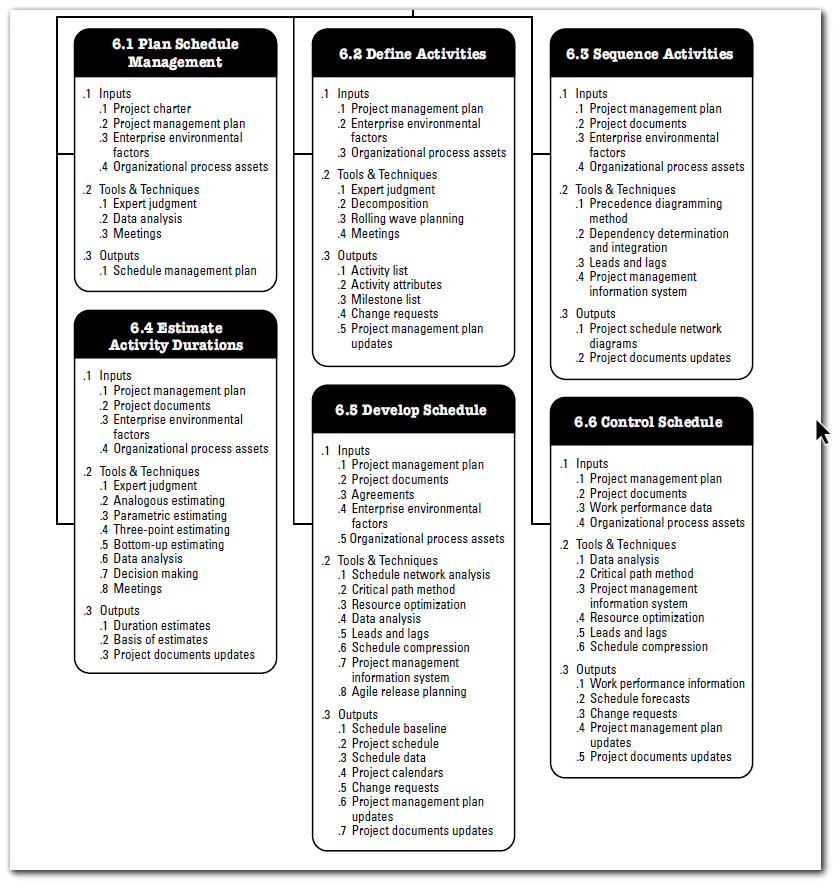 6.1 Plan Schedule
Management
.1 Inputs
.1 Project charter
.2 Project management plan
.3 Enterprise environmental
factors
.4 Organizational process assets
.2 Tools & Techniques
.1 Expert judgment
.2 Data analysis
.3 Meetings
.3 Outputs
.1 Schedule management plan
6.2 Define Activities
.1 Inputs
.1 Project management plan
.2 Enterprise environmental
factors
.3 Organizational process assets
.2 Tools & Techniques
.1 Expert judgment
.2 Decomposition
.3 Rolling wave planning
.4 Meetings
.3 Outputs
.1 Activity list
.2 Activity attributes
.3 Milestone list
.4 Change requests
.5 Project management plan
updates
6.3 Sequence Activities
.1 Inputs
.1 Project management plan
.2 Project documents
.3 Enterprise environmental
factors
.4 Organizational process assets
.2 Tools & Techniques
.1 Precedence diagramming
method
.2 Dependency determination
and integration
.3 Leads and lags
.4 Project management
information system
.3 Outputs
.1 Project schedule network
diagrams
.2 Project documents updates
6.4 Estimate
Activity Durations
.1 Inputs
.1 Project management plan
.2 Project documents
.3 Enterprise environmental
factors
.4 Organizational process assets
.2 Tools & Techniques
.1 Expert judgment
.2 Analogous estimating
.3 Parametric estimating
.4 Three-point estimating
.5 Bottom-up estimating
.6 Data analysis
.7 Decision making
.8 Meetings
.3 Outputs
.1 Duration estimates
.2 Basis of estimates
.3 Project documents updates
6.5 Develop Schedule
.1 Inputs
.1 Project management plan
.2 Project documents
.3 Agreements
.4 Enterprise environmental
factors
.5 Organizational process assets
.2 Tools & Techniques
.1 Schedule network analysis
.2 Critical path method
.3 Resource optimization
.4 Data analysis
.5 Leads and lags
.6 Schedule compression
.7 Project management
information system
.8 Agile release planning
.3 Outputs
.1 Schedule baseline
.2 Project schedule
.3 Schedule data
.4 Project calendars
.5 Change requests
.6 Project management plan
updates
.7 Project documents updates
6.6 Control Schedule
.1 Inputs
.1 Project management plan
.2 Project documents
.3 Work performance data
.4 Organizational process assets
.2 Tools & Techniques
.1 Data analysis
.2 Critical path method
.3 Project management
information system
.4 Resource optimization
.5 Leads and lags
.6 Schedule compression
.3 Outputs
.1 Work performance information
.2 Schedule forecasts
.3 Change requests
.4 Project management plan
updates
.5 Project documents updates